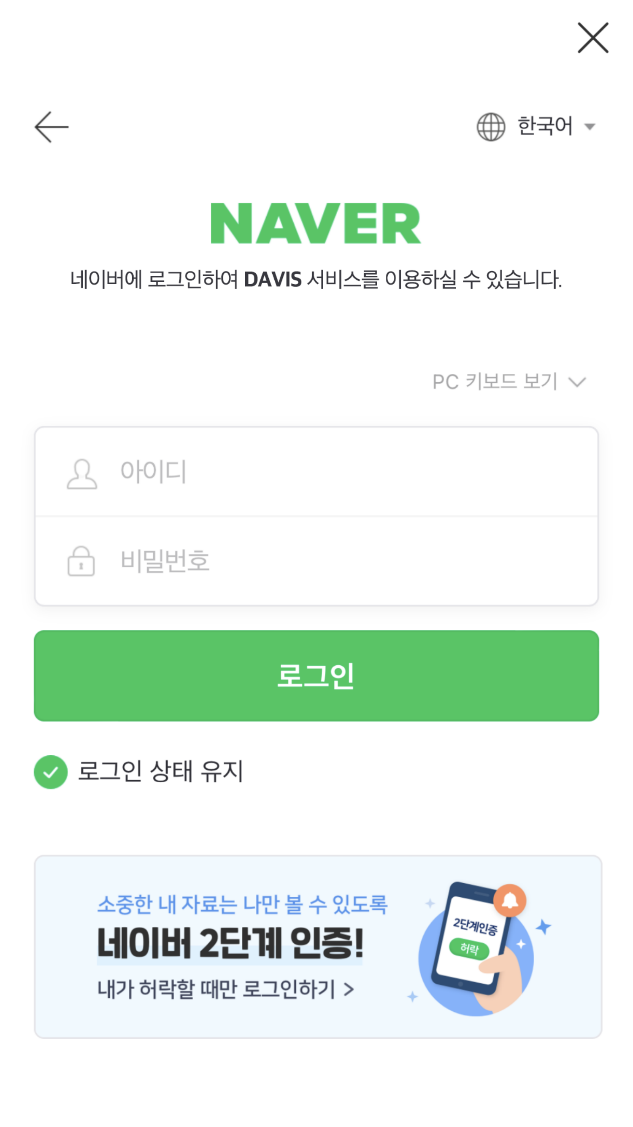 한국어
NAVER
네이버에 로그인하여 DAVIS 서비스를 이용하실 수 있습니다.
PC 키보드 보기
아이디
비밀번호
로그인
로그인 상태 유지
소중한 내 자료는 나만 볼 수 있도록
네이버 2단계 인증!
내가 허락할 때만 로그인하기 >
2단계인증
허락